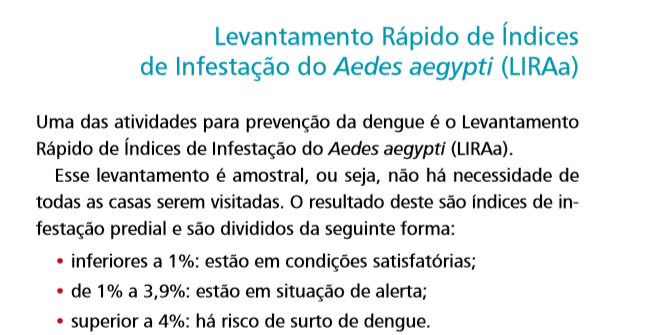 Levantamento Rápido de Índices
de Infestação do Aedes aegypti (LIRAa)
Uma das atividades para prevenção da dengue é o Levantamento
Rápido de Índices de Infestação do Aedes aegypti (LIRAa).
Esse levantamento é amostral, ou seja, não há necessidade de
todas as casas serem visitadas. O resultado deste são índices de in-
festação predial e são divididos da seguinte forma:
• inferiores a 1%: estão em condições satisfatórias;
• de 1% a 3,9%: estão em situação de alerta;
• superior a 4%: há risco de surto de dengue.